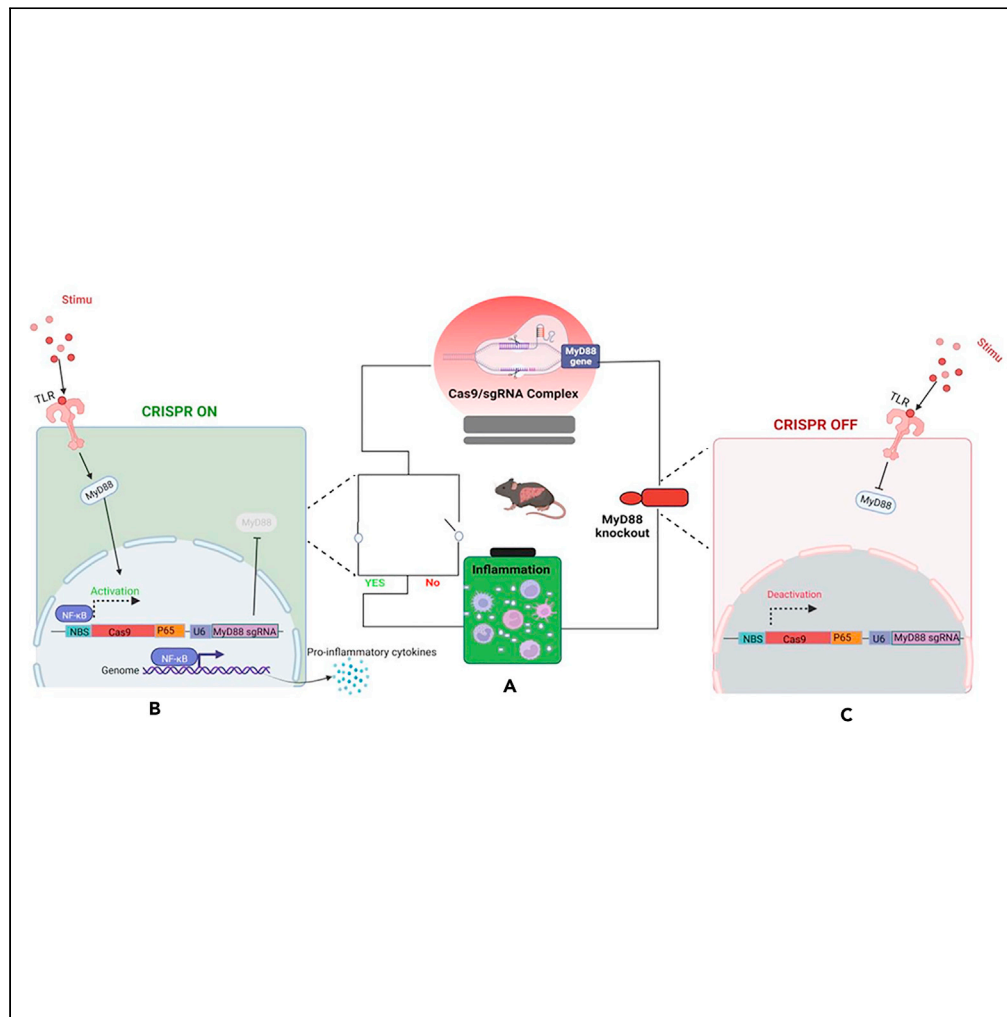 Stimu
TLR
CRISPR ON
MyD88
MyD88
Activation
NF-κB
NBS Cas9 P65 U6 MyD88 sgRNA
NF-κB
Genome
Pro-inflammatory cytokines
B
MyD88
gene
Cas9/sgRNA Complex
YES No
Inflammation
MyD88
knockout
A
Stimu
TLR
CRISPR OFF
MyD88
Deactivation
NBS Cas9 P65 U6 MyD88 sgRNA
C